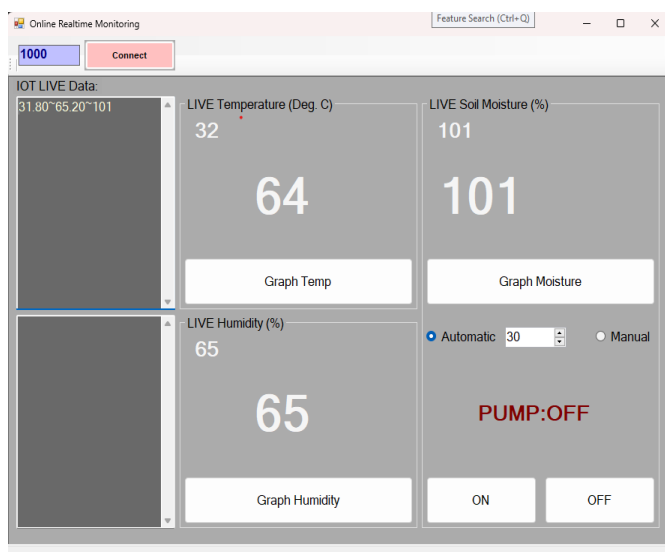 Online Realtime Monitoring
Feature Search (Ctrl+Q)
1000
Connect
IOT LIVE Data:
31.80~65.20~101
LIVE Temperature (Deg. C)
32
64
Graph Temp
LIVE Soil Moisture (%)
101
101
Graph Moisture
LIVE Humidity (%)
65
65
Graph Humidity
Automatic 30 Manual
PUMP:OFF
ON OFF